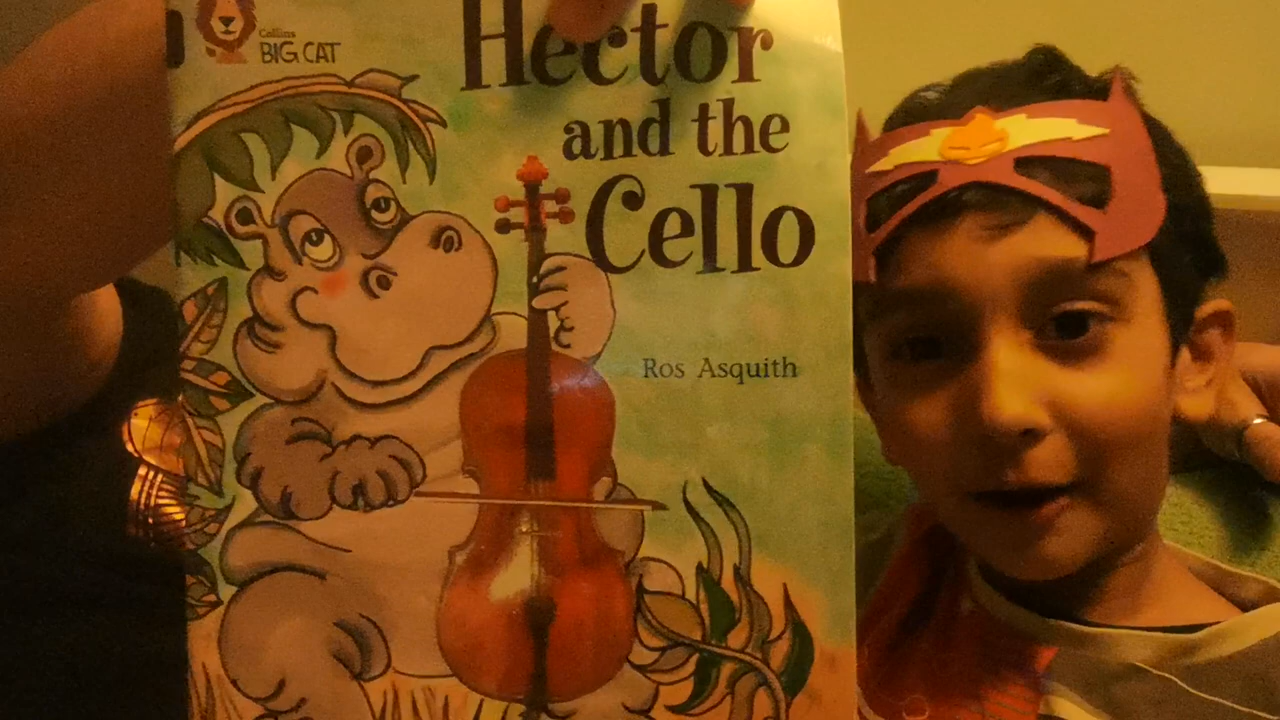 Collins
BIG CAT
Hector
and the
Cello
Ros Asquith